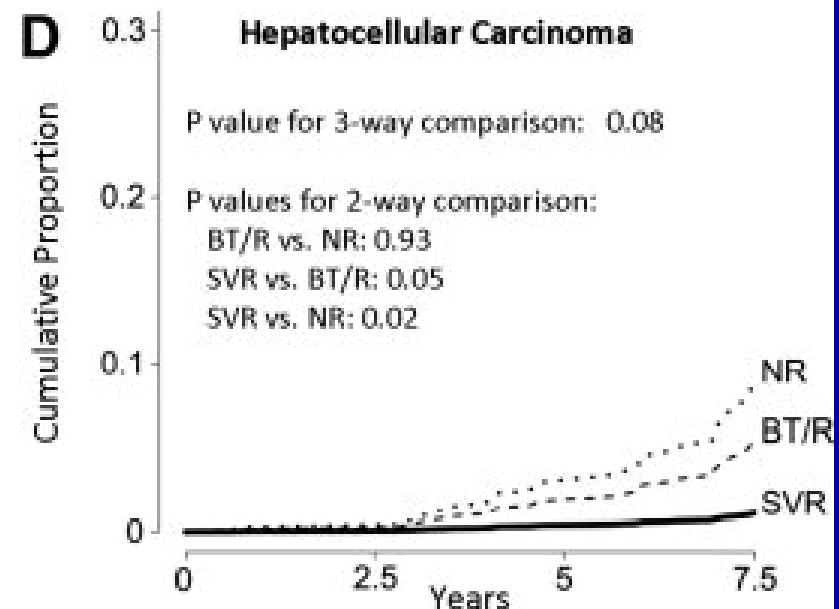 D
Hepatocellular Carcinoma
P value for 3-way comparison: 0.08
P values for 2-way comparison:
BT/R vs. NR: 0.93
SVR vs. BT/R: 0.05
SVR vs. NR: 0.02
Cumulative Proportion
0.3
0.2
0.1
0
NR
BT/R
SVR
0 2.5 5 7.5
Years